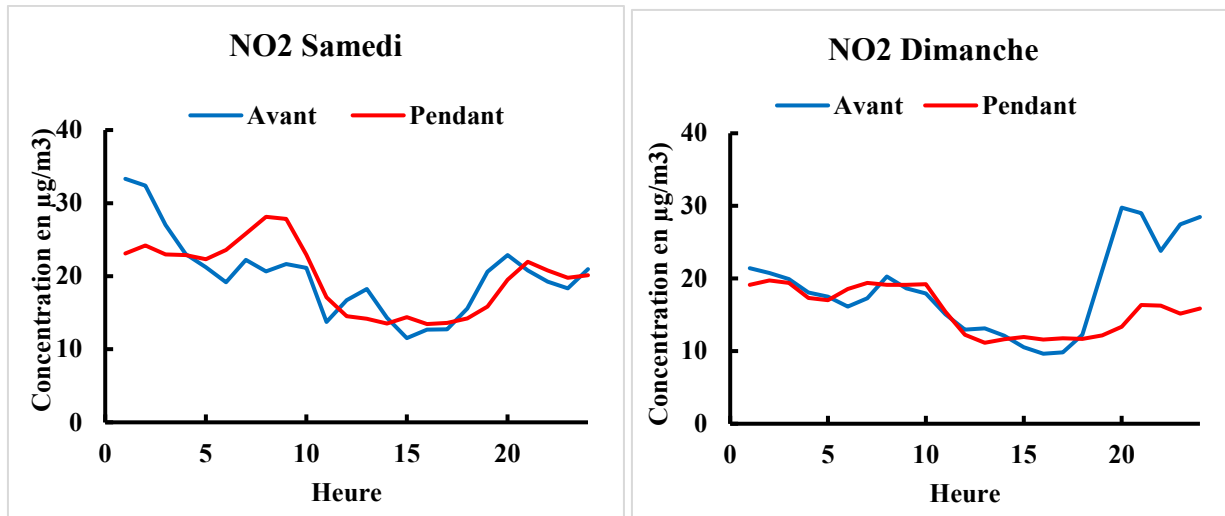 NO2 Samedi
Avant
Pendant
Concentration en µg/m3)
40
30
20
10
0
0
5
10
15
20
Heure
NO2 Dimanche
Avant
Pendant
Concentration en µg/m3)
40
30
20
10
0
0
5
10
15
20
Heure